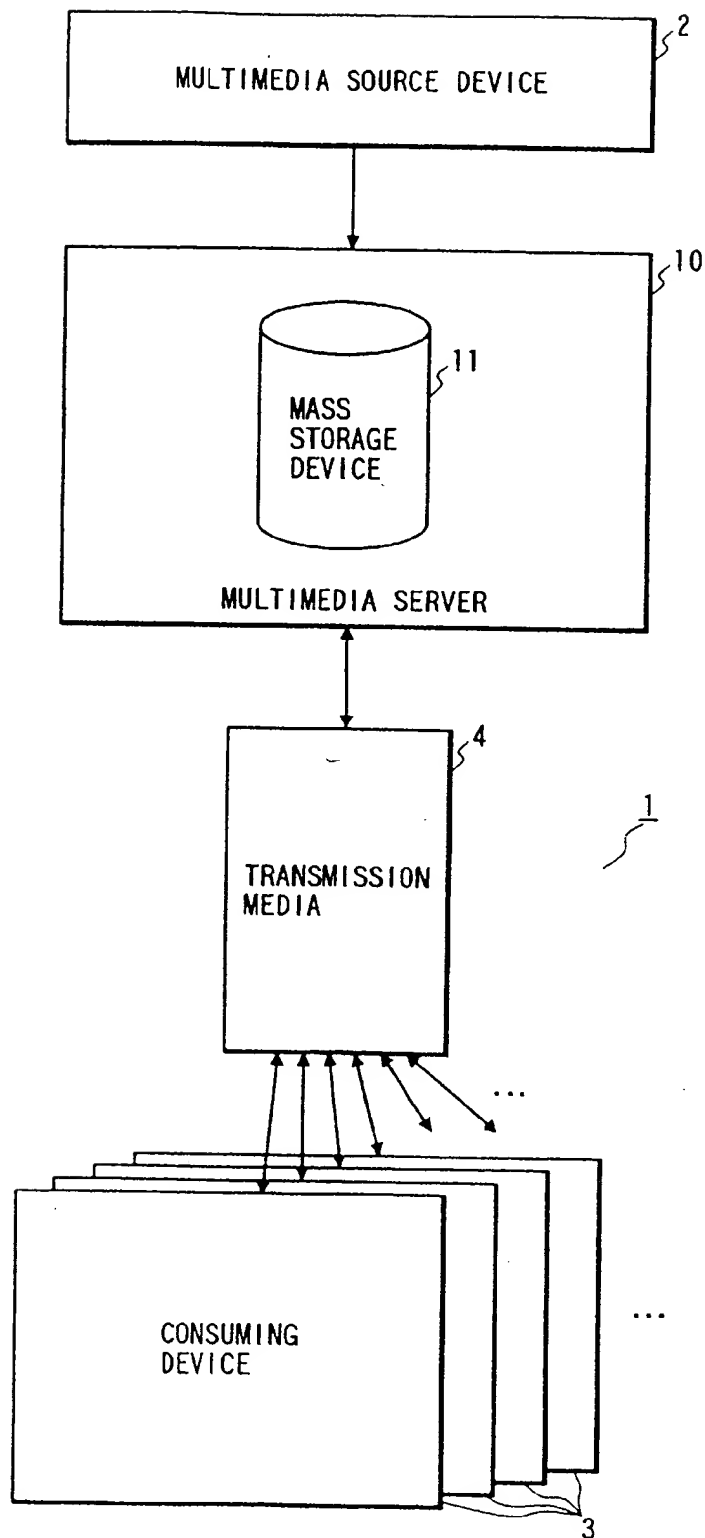 2
MULTIMEDIA SOURCE DEVICE
10
11
MASS
STORAGE
DEVICE
MULTIMEDIA SERVER
4
TRANSMISSION
MEDIA
1
...
CONSUMING
DEVICE
...
3